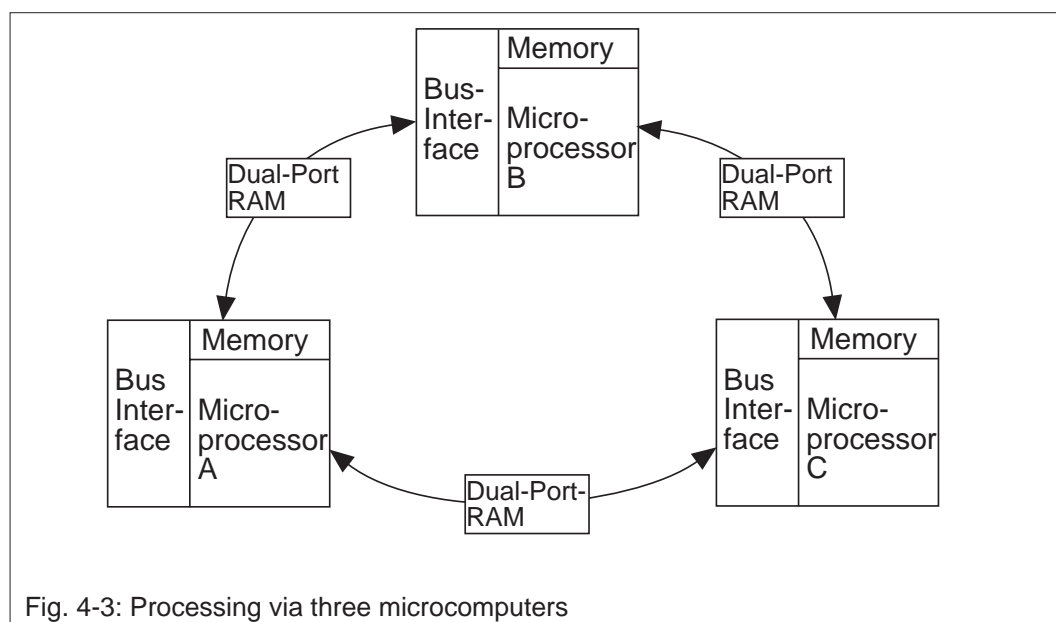 Memory
Bus-
Inter-
face
Micro-
processor
B
Dual-Port
RAM
Dual-Port
RAM
Memory
Bus
Inter-
face
Micro-
processor
A
Memory
Bus
Inter-
face
Micro-
processor
C
Dual-Port-
RAM
Fig. 4-3: Processing via three microcomputers